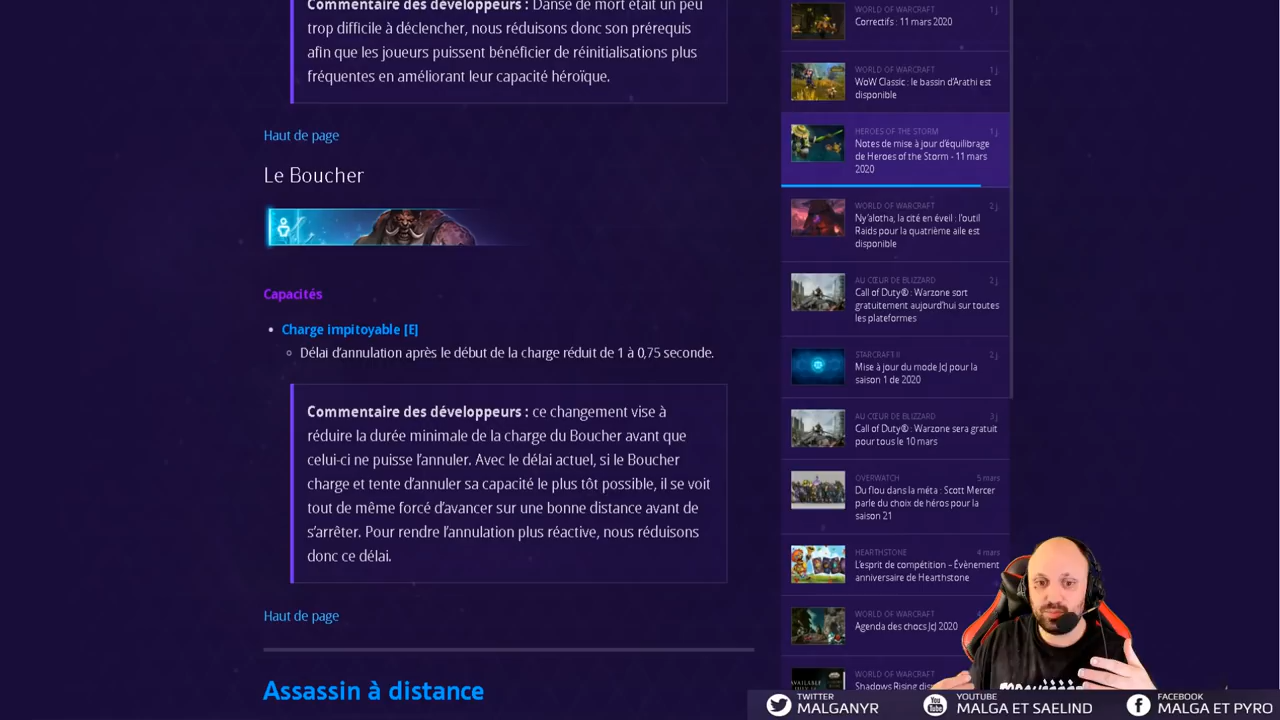 Commentaire des développeurs : Danse de mort était un peu
trop difficile à déclencher, nous réduisons donc son prérequis
afin que les joueurs puissent bénéficier de réinitialisations plus
fréquentes en améliorant leur capacité héroïque.
Haut de page
Le Boucher
Capacités
Charge impitoyable [E]
Délai d’annulation après le début de la charge réduit de 1 à 0,75 seconde.
Commentaire des développeurs : ce changement vise à
réduire la durée minimale de la charge du Boucher avant que
celui-ci ne puisse l’annuler. Avec le délai actuel, si le Boucher
charge et tente d’annuler sa capacité le plus tôt possible, il se voit
tout de même forcé d’avancer sur une bonne distance avant de
s’arrêter. Pour rendre l’annulation plus réactive, nous réduisons
donc ce délai.
Haut de page
Assassin à distance
WORLD OF WARCRAFT 1 j.
Correctifs : 11 mars 2020
WORLD OF WARCRAFT 1 j.
WoW Classic : le bassin d’Arathi est
disponible
HEROES OF THE STORM 1 j.
Notes de mise à jour d’équilibrage
de Heroes of the Storm - 11 mars
2020
WORLD OF WARCRAFT 2 j.
Ny’alotha, la cité en éveil : l’outil
Raids pour la quatrième aile est
disponible
AU CŒUR DE BLIZZARD 2 j.
Call of Duty® : Warzone sort
gratuitement aujourd’hui sur toutes
les plateformes
STARCRAFT II 2 j.
Mise à jour du mode JcJ pour la
saison 1 de 2020
AU CŒUR DE BLIZZARD 3 j.
Call of Duty® : Warzone sera gratuit
pour tous le 10 mars
OVERWATCH 5 mars
Du flou dans la méta : Scott Mercer
parle du choix de héros pour la
saison 21
HEARTHSTONE 4 mars
L’esprit de compétition – Évènement
anniversaire de Hearthstone
WORLD OF WARCRAFT
Agenda des chocs JcJ 2020
WORLD OF WARCRAFT
Shadows Rising
AVAILABLE
TWITTER
MALGANYR
YOUTUBE
MALGA ET SAELIND
FACEBOOK
MALGA ET PYRO